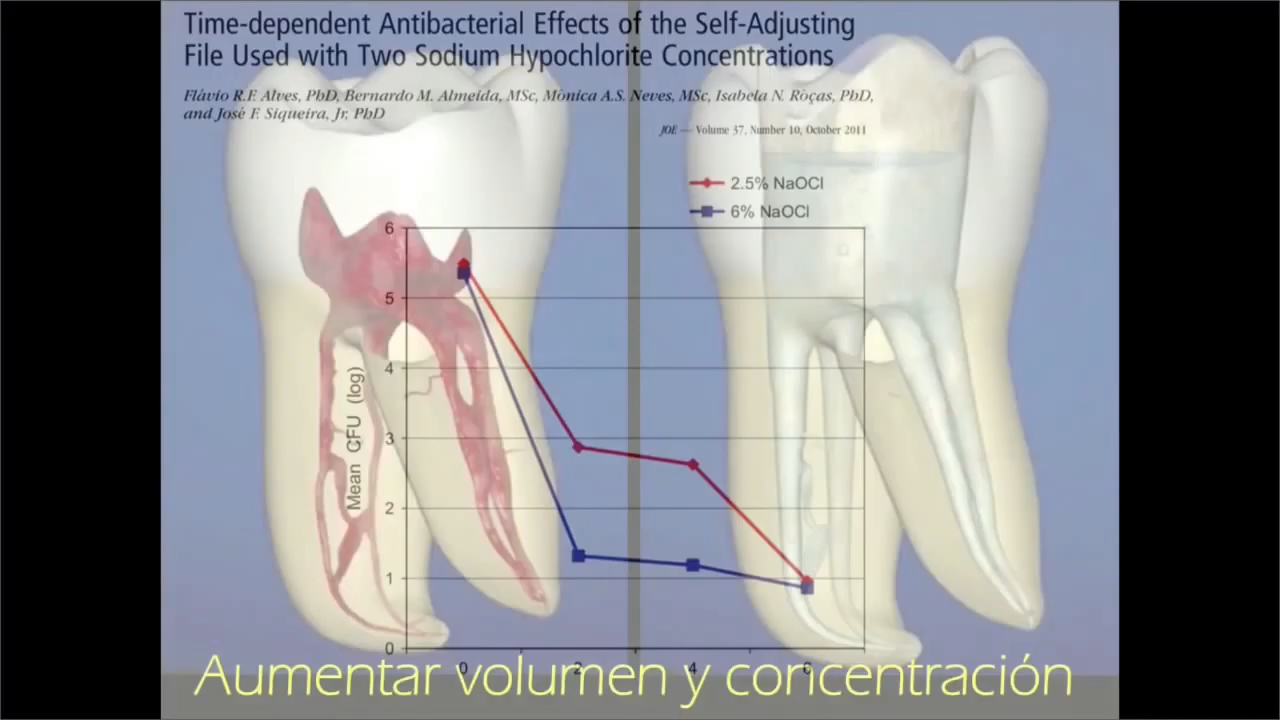 Time-dependent Antibacterial Effects of the Self-Adjusting
File Used with Two Sodium Hypochlorite Concentrations
Flávio R.F. Alves, PhD, Bernardo M. Almeida, MSc, Mônica A.S. Neves, MSc, Isabela N. Rôças, PhD,
and José F. Siqueira, Jr, PhD
JOE — Volume 37, Number 10, October 2011
2.5% NaOCl
6% NaOCl
6
5
4
3
2
1
0
Mean CFU (log)
0 2 4 6
Aumentar volumen y concentración